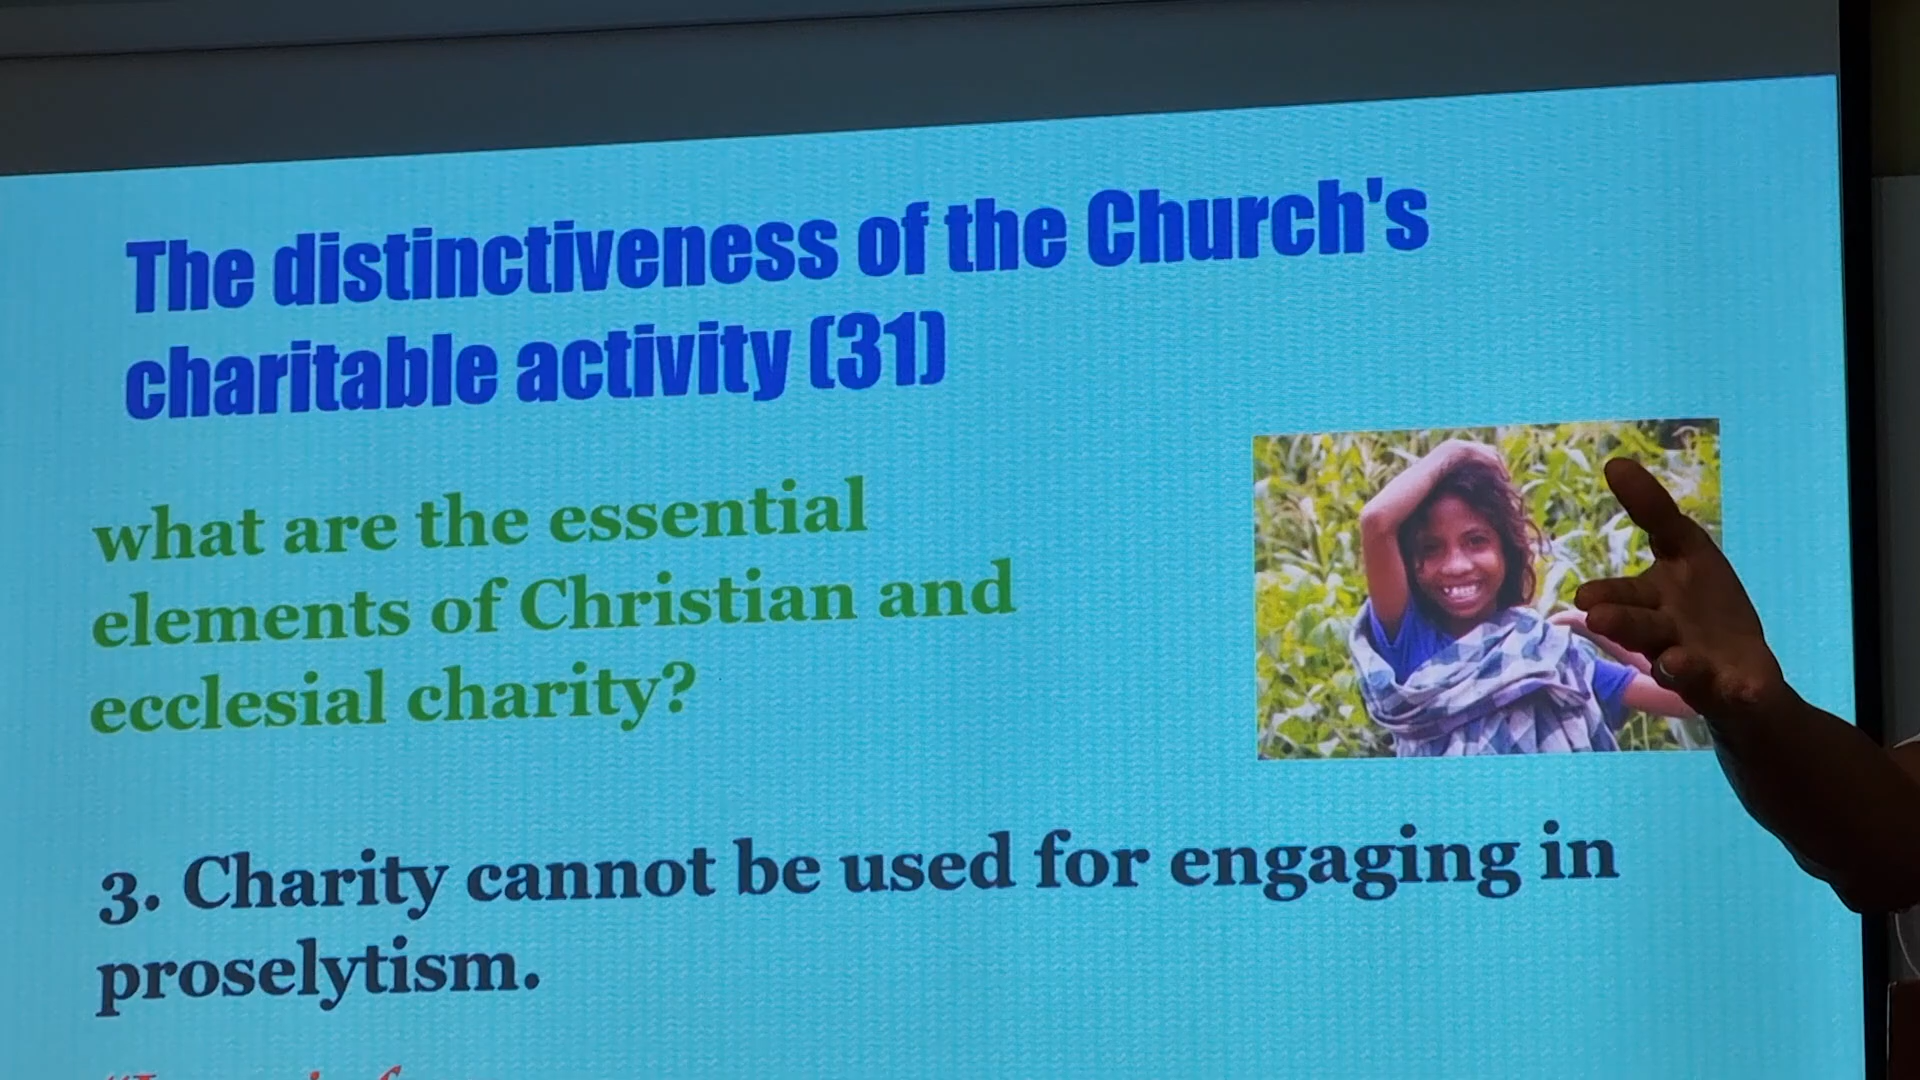 The distinctiveness of the Church's
charitable activity (31)
what are the essential
elements of Christian and
ecclesial charity?
3. Charity cannot be used for engaging in
proselytism.